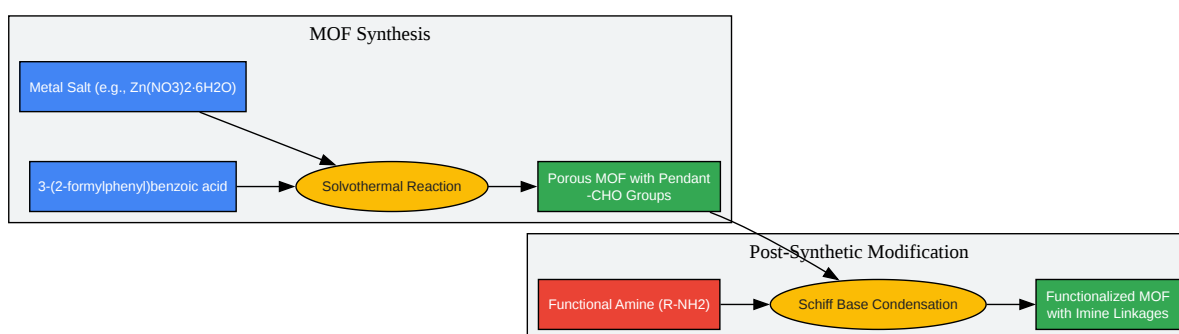 MOF Synthesis
Metal Salt (e.g., Zn(NO3)2·6H2O)
3-(2-formylphenyl)benzoic acid
Solvothermal Reaction
Porous MOF with Pendant
-CHO Groups
Post-Synthetic Modification
Functional Amine (R-NH2)
Schiff Base Condensation
Functionalized MOF
with Imine Linkages